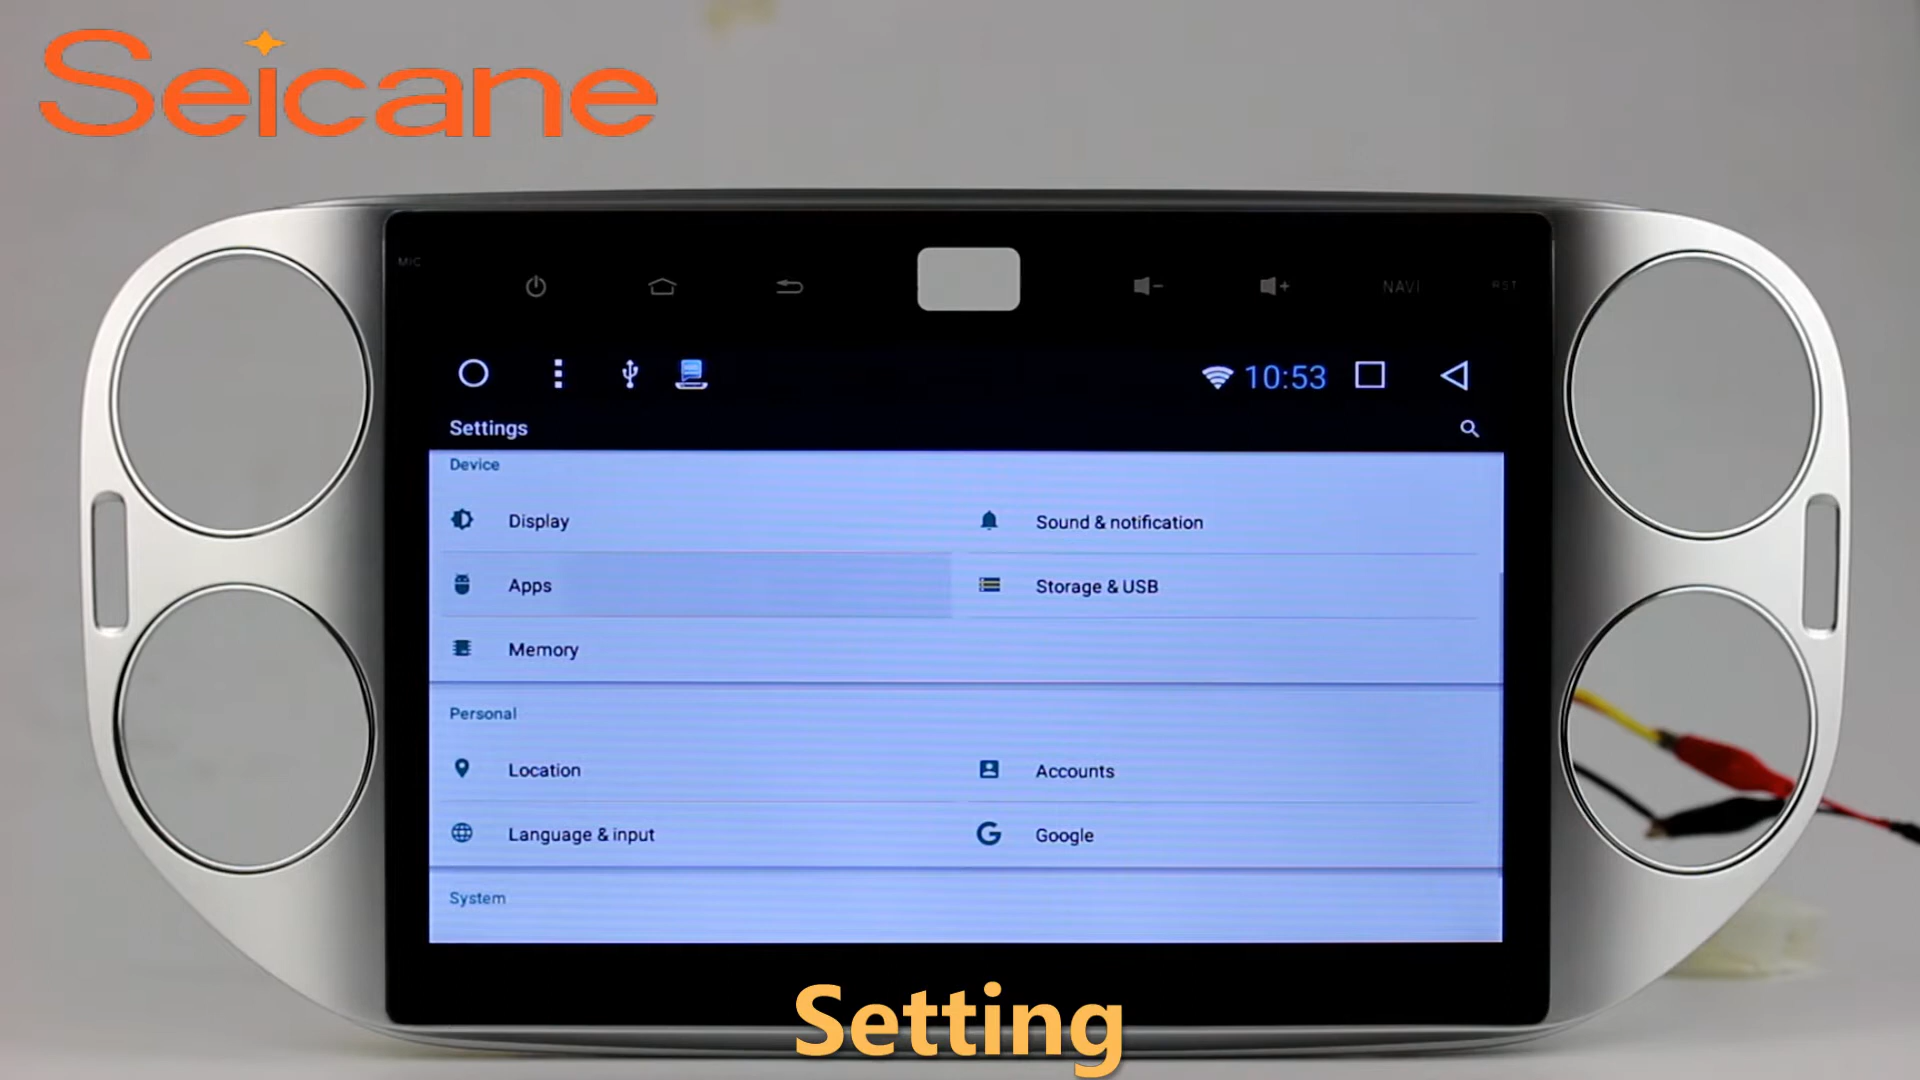 Seicane
MIC
NAVI
RST
10:53
Settings
Device
Display
Sound & notification
Apps
Storage & USB
Memory
Personal
Location
Accounts
Language & input
Google
System
Setting